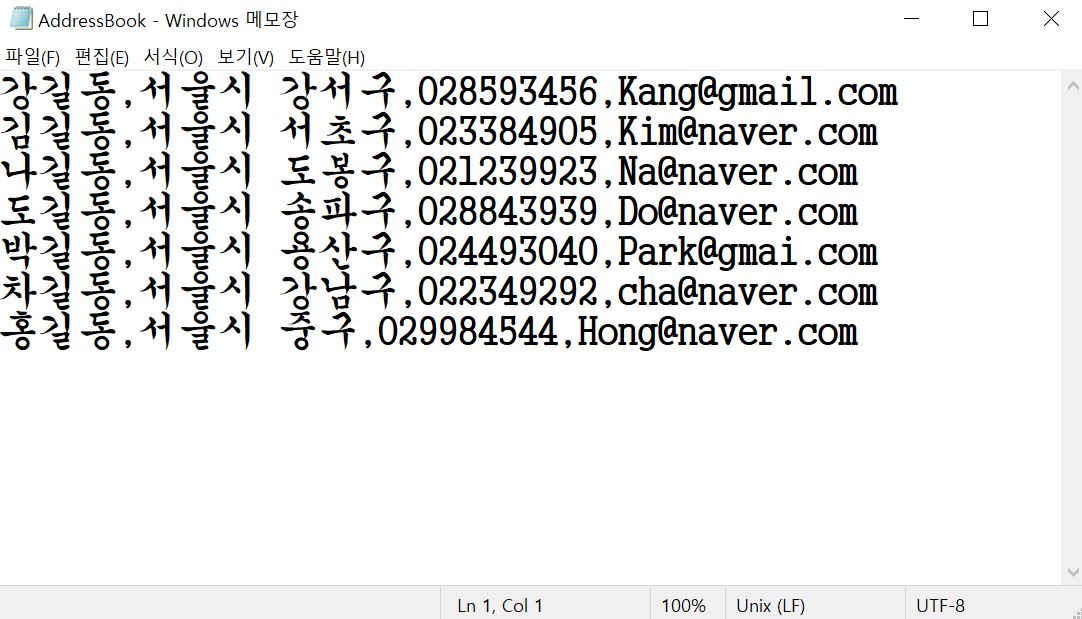 AddressBook - Windows 메모장
파일(F) 편집(E) 서식(O) 보기(V) 도움말(H)
강길동,서울시 강서구,028593456,Kang@gmail.com
김길동,서울시 서초구,023384905,Kim@naver.com
나길동,서울시 도봉구,021239923,Na@naver.com
도길동,서울시 송파구,028843939,Do@naver.com
박길동,서울시 용산구,024493040,Park@gmai.com
차길동,서울시 강남구,022349292,cha@naver.com
홍길동,서울시 중구,029984544,Hong@naver.com
Ln 1, Col 1 100% Unix (LF) UTF-8